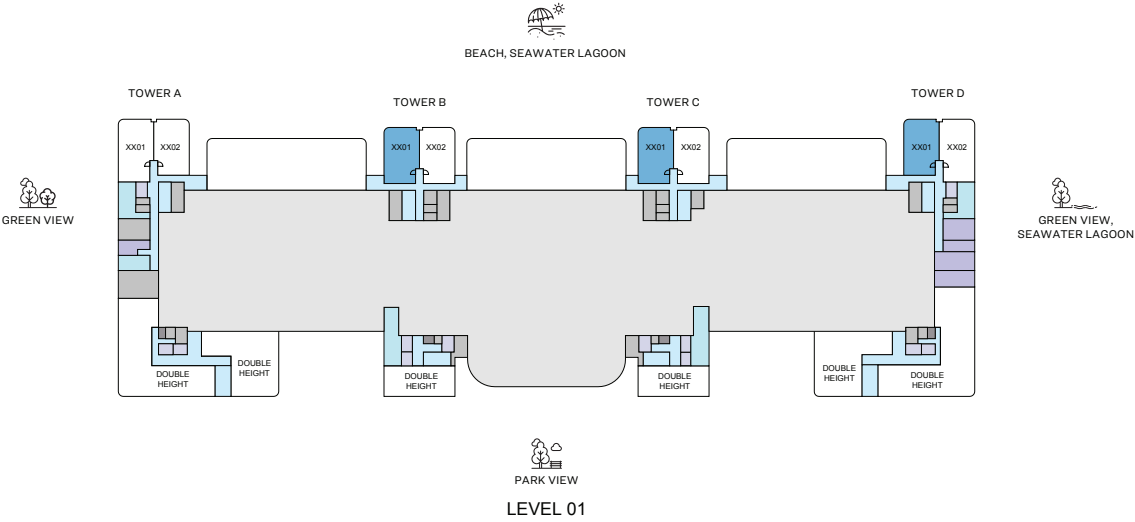 BEACH, SEAWATER LAGOON
TOWER A
TOWER B
TOWER C
TOWER D
XX01
XX02
XX01
XX02
XX01
XX02
XX01
XX02
GREEN VIEW
GREEN VIEW,
SEAWATER LAGOON
DOUBLE
HEIGHT
DOUBLE
HEIGHT
DOUBLE
HEIGHT
DOUBLE
HEIGHT
DOUBLE
HEIGHT
DOUBLE
HEIGHT
PARK VIEW
LEVEL 01